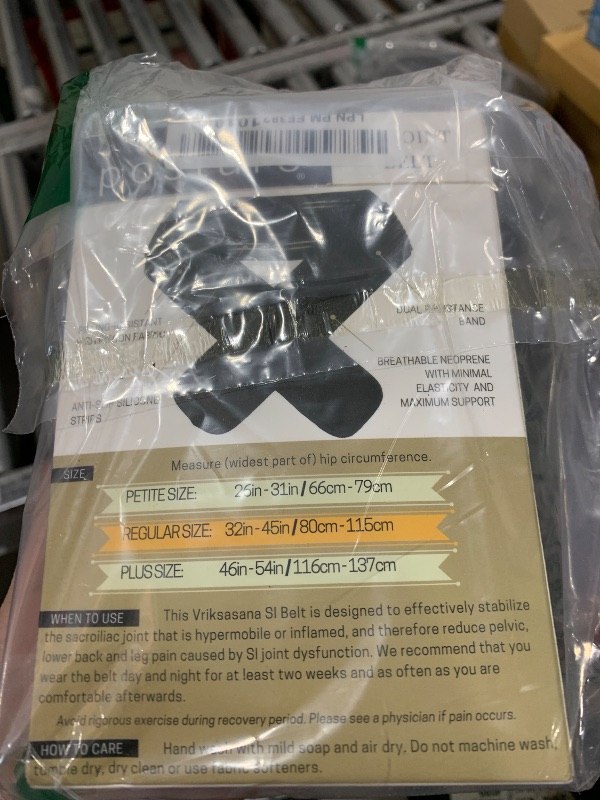 DUAL
BAND
BREATHABLE NEOPRENE
WITH MINIMAL
ELASTICITY AND
MAXIMUM SUPPORT
ANTI-SLIP SILICONE
STRIPS
Measure (widest part of) hip circumference.
SIZE
PETITE SIZE: 26in-31in/66cm-79cm
REGULAR SIZE: 32in-45in/80cm-115cm
PLUS SIZE: 46in-54in/116cm-137cm
WHEN TO USE This Vriksasana SI Belt is designed to effectively stabilize
the sacroiliac joint that is hypermobile or inflamed, and therefore reduce pelvic,
lower back and leg pain caused by SI joint dysfunction. We recommend that you
wear the belt day and night for at least two weeks and as often as you are
comfortable afterwards.
Avoid rigorous exercise during recovery period. Please see a physician if pain occurs.
HOW TO CARE Hand wash with mild soap and air dry. Do not machine wash,
tumble dry, dry clean or use fabric softeners.